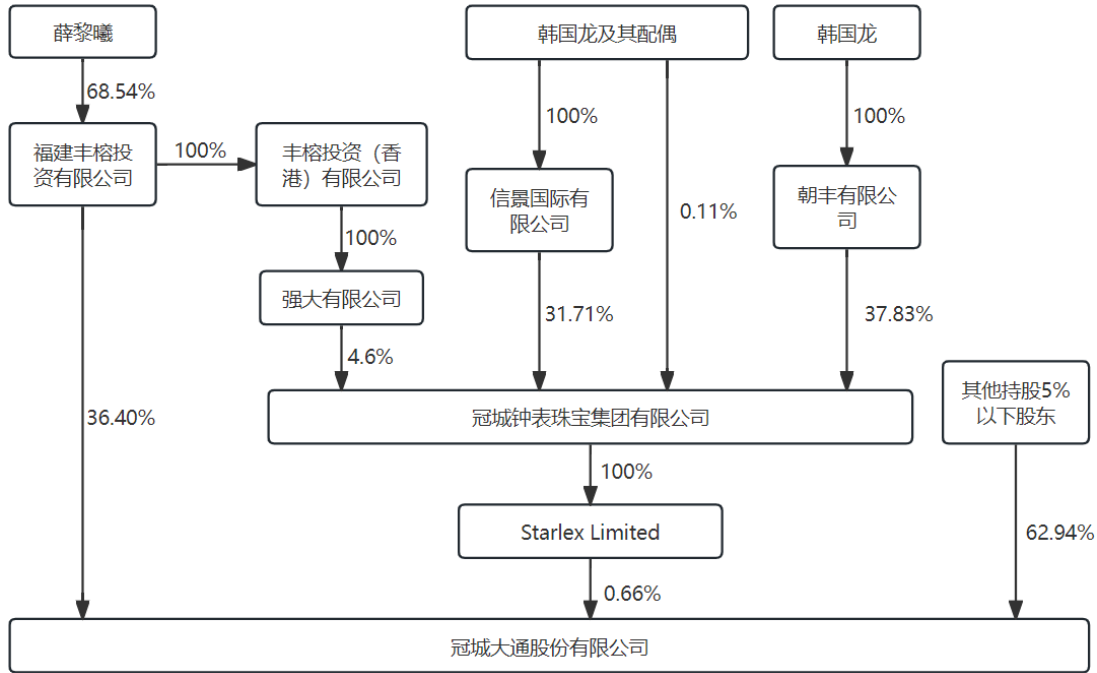 薛黎曦
韩国龙及其配偶
韩国龙
68.54%
100%
100%
福建丰榕投
资有限公司
100%
丰榕投资（香
港）有限公司
信景国际有
限公司
0.11%
朝丰有限公
司
100%
强大有限公司
31.71%
37.83%
4.6%
36.40%
冠城钟表珠宝集团有限公司
其他持股5%
以下股东
100%
Starlex Limited
62.94%
0.66%
冠城大通股份有限公司